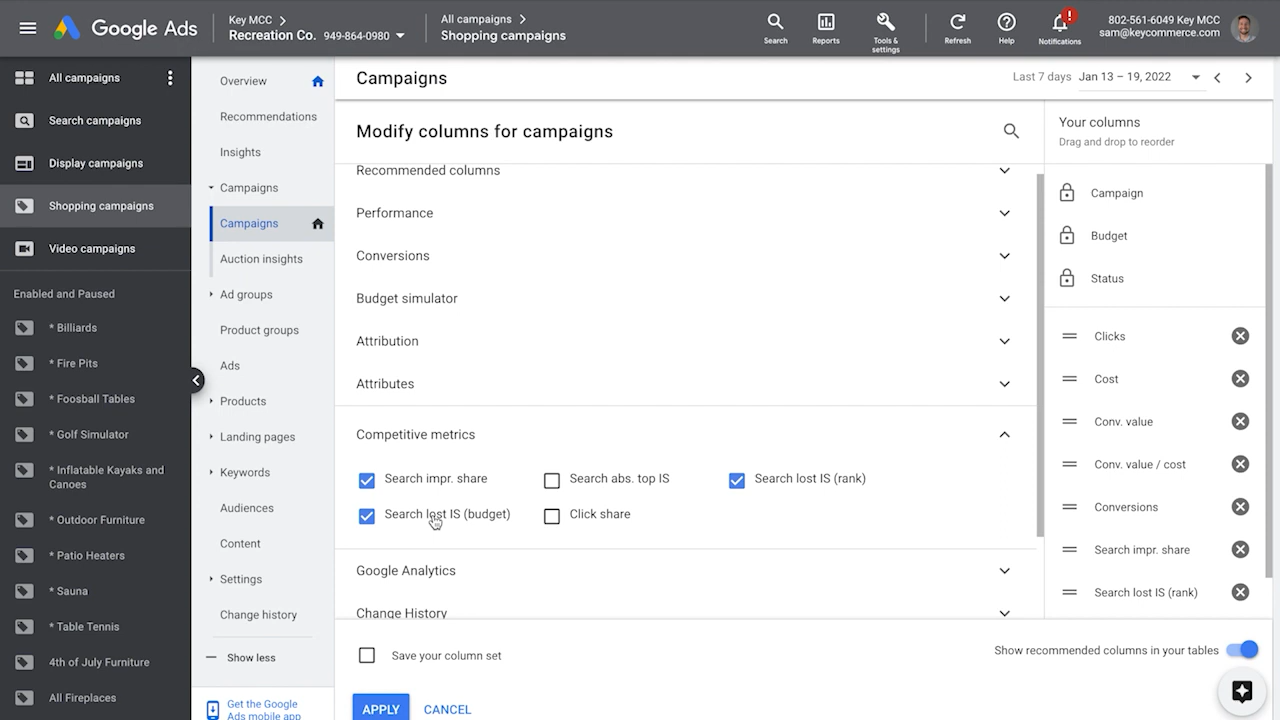 Google Ads
Key MCC
Recreation Co. 949-864-0980
All campaigns
Shopping campaigns
Search
Reports
Tools & settings
Refresh
Help
!
Notifications
802-561-6049 Key MCC
sam@keycommerce.com
All campaigns
Search campaigns
Display campaigns
Shopping campaigns
Video campaigns
Enabled and Paused
* Billiards
* Fire Pits
* Foosball Tables
* Golf Simulator
* Inflatable Kayaks and
Canoes
* Outdoor Furniture
* Patio Heaters
* Sauna
* Table Tennis
4th of July Furniture
All Fireplaces
Overview
Recommendations
Insights
Campaigns
Campaigns
Auction insights
Ad groups
Product groups
Ads
Products
Landing pages
Keywords
Audiences
Content
Settings
Change history
Show less
Get the Google
Ads mobile app
Campaigns
Last 7 days Jan 13 – 19, 2022
Modify columns for campaigns
Recommended columns
Performance
Conversions
Budget simulator
Attribution
Attributes
Competitive metrics
Search impr. share
Search abs. top IS
Search lost IS (rank)
Search lost IS (budget)
Click share
Google Analytics
Change History
Save your column set
Show recommended columns in your tables
APPLY
CANCEL
Your columns
Drag and drop to reorder
Campaign
Budget
Status
Clicks
Cost
Conv. value
Conv. value / cost
Conversions
Search impr. share
Search lost IS (rank)